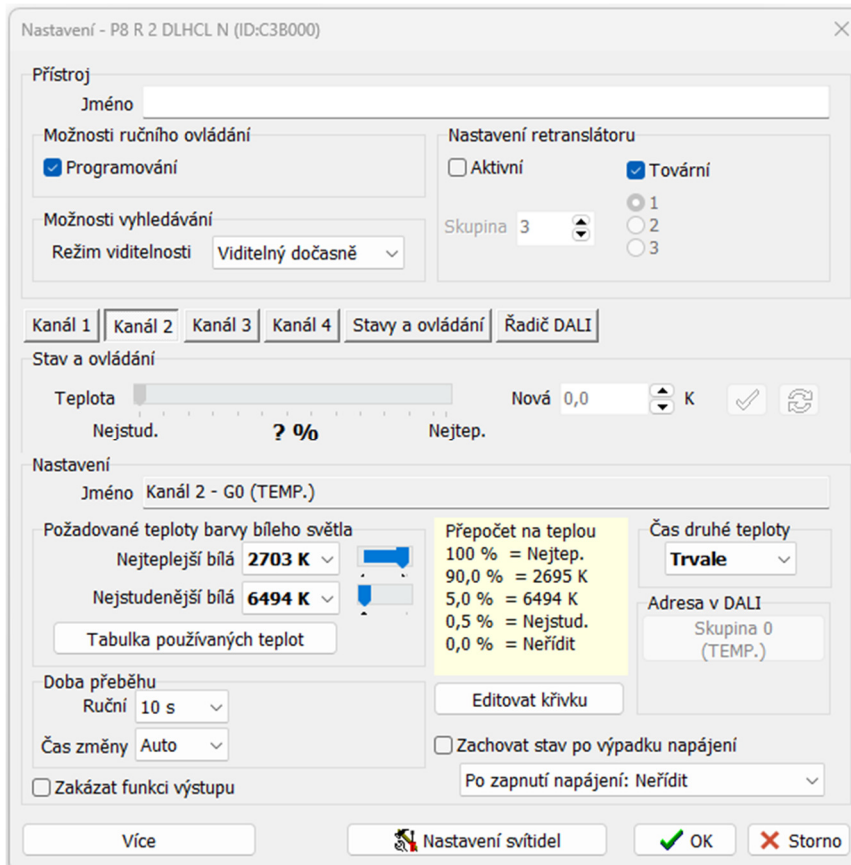 Nastavení - P8 R 2 DLHCL N (ID:C3B000)
Přístroj
Jméno
Možnosti ručního ovládání
Programování
Možnosti vyhledávání
Režim viditelnosti Viditelný dočasně
Nastavení retranslátoru
Aktivní Tovární
Skupina 3
1
2
3
Kanál 1 Kanál 2 Kanál 3 Kanál 4 Stavy a ovládání Řadič DALI
Stav a ovládání
Teplota Nová 0,0 K
Nejstud. ? % Nejtep.
Nastavení
Jméno Kanál 2 - G0 (TEMP.)
Požadované teploty barvy bíleho světla
Nejteplejší bílá 2703 K
Nejstudenější bílá 6494 K
Tabulka používaných teplot
Přepočet na teplou
100 % = Nejtep.
90,0 % = 2695 K
5,0 % = 6494 K
0,5 % = Nejstud.
0,0 % = Neřídit
Editovat křivku
Čas druhé teploty
Trvale
Adresa v DALI
Skupina 0
(TEMP.)
Doba přeběhu
Ruční 10 s
Čas změny Auto
Zakázat funkci výstupu
Zachovat stav po výpadku napájení
Po zapnutí napájení: Neřídit
Více Nastavení svítidel OK Storno